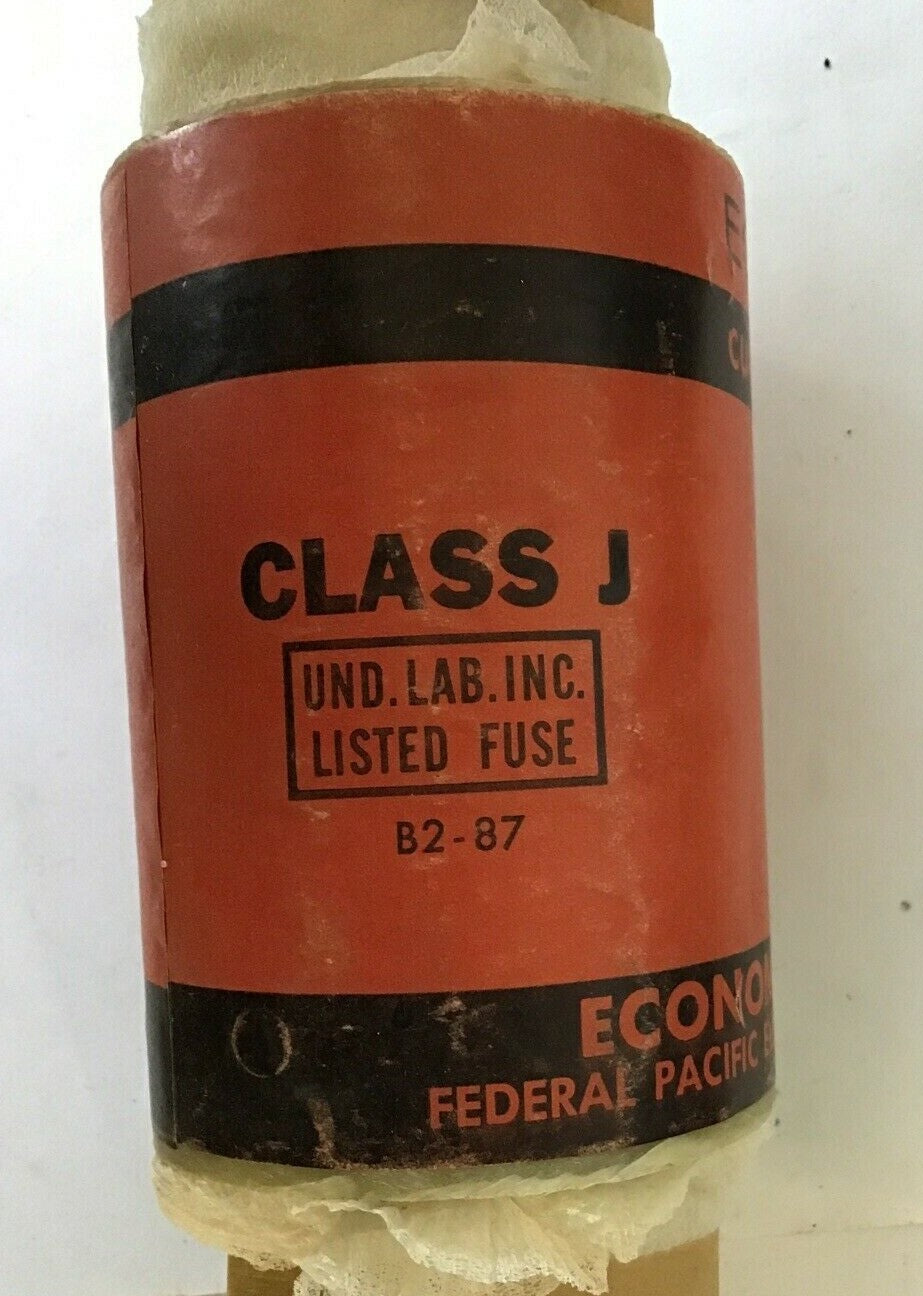 CLASS J
UND. LAB. INC.
LISTED FUSE
B2-87
FEDERAL PACIFIC